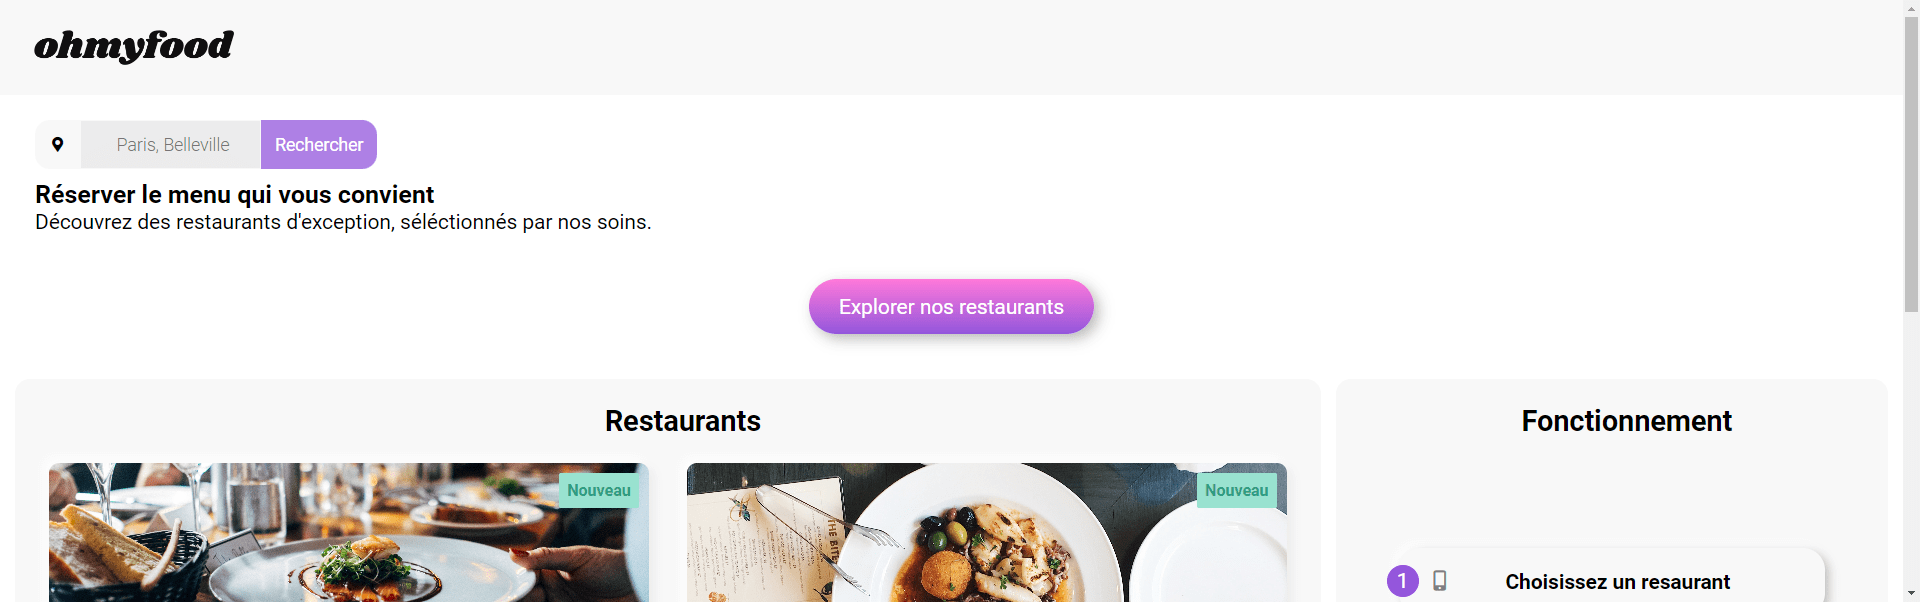 ohmyfood
Paris, Belleville
Rechercher
Réserver le menu qui vous convient
Découvrez des restaurants d'exception, séléctionnés par nos soins.
Explorer nos restaurants
Restaurants
Nouveau
Nouveau
Fonctionnement
1 Choisissez un resaurant